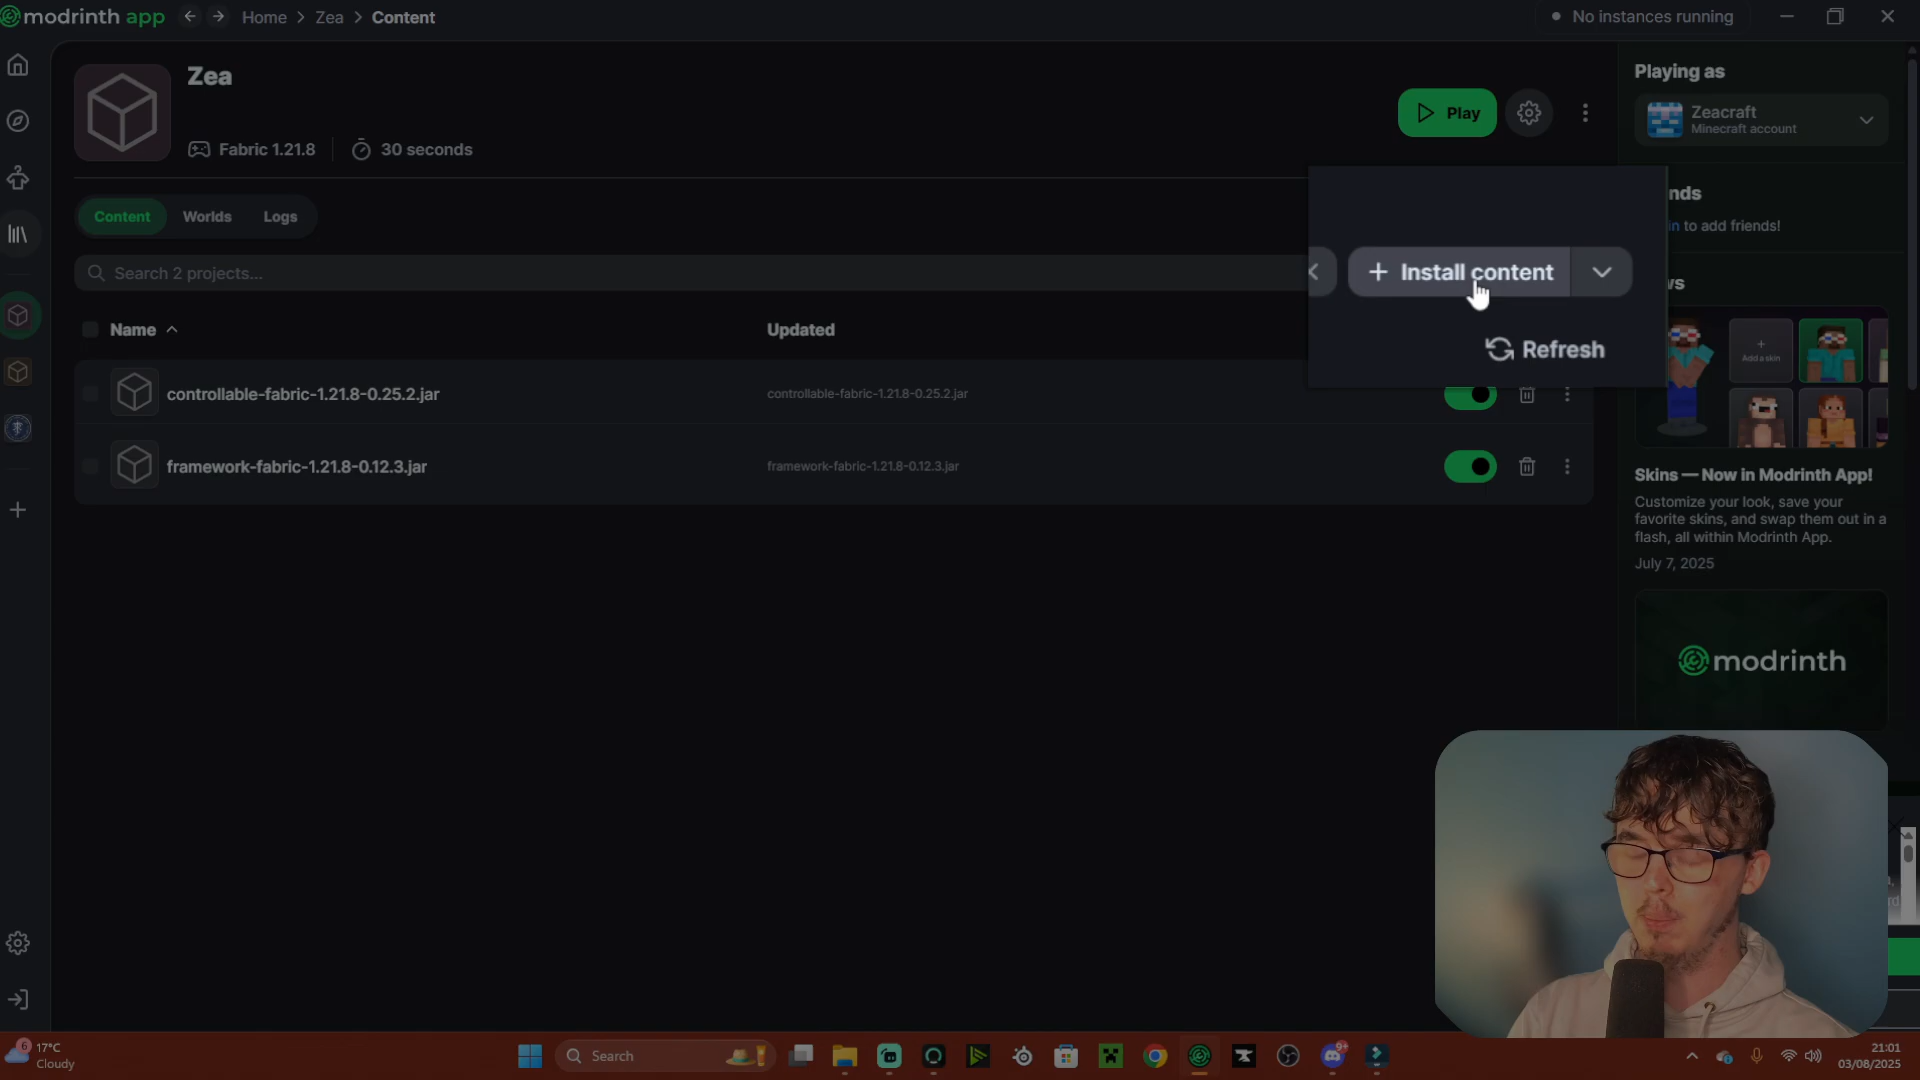 modrinth app
Home > Zea > Content
No instances running
Zea
Fabric 1.21.8
30 seconds
Play
Playing as
Zeacraft
Minecraft account
Content
Worlds
Logs
nds
in to add friends!
Search 2 projects...
+ Install content
ws
Name
Updated
Refresh
Add a skin
controllable-fabric-1.21.8-0.25.2.jar
controllable-fabric-1.21.8-0.25.2.jar
framework-fabric-1.21.8-0.12.3.jar
framework-fabric-1.21.8-0.12.3.jar
Skins — Now in Modrinth App!
Customize your look, save your
favorite skins, and swap them out in a
flash, all within Modrinth App.
July 7, 2025
modrinth
6
17°C
Cloudy
Search
9+
21:01
03/08/2025